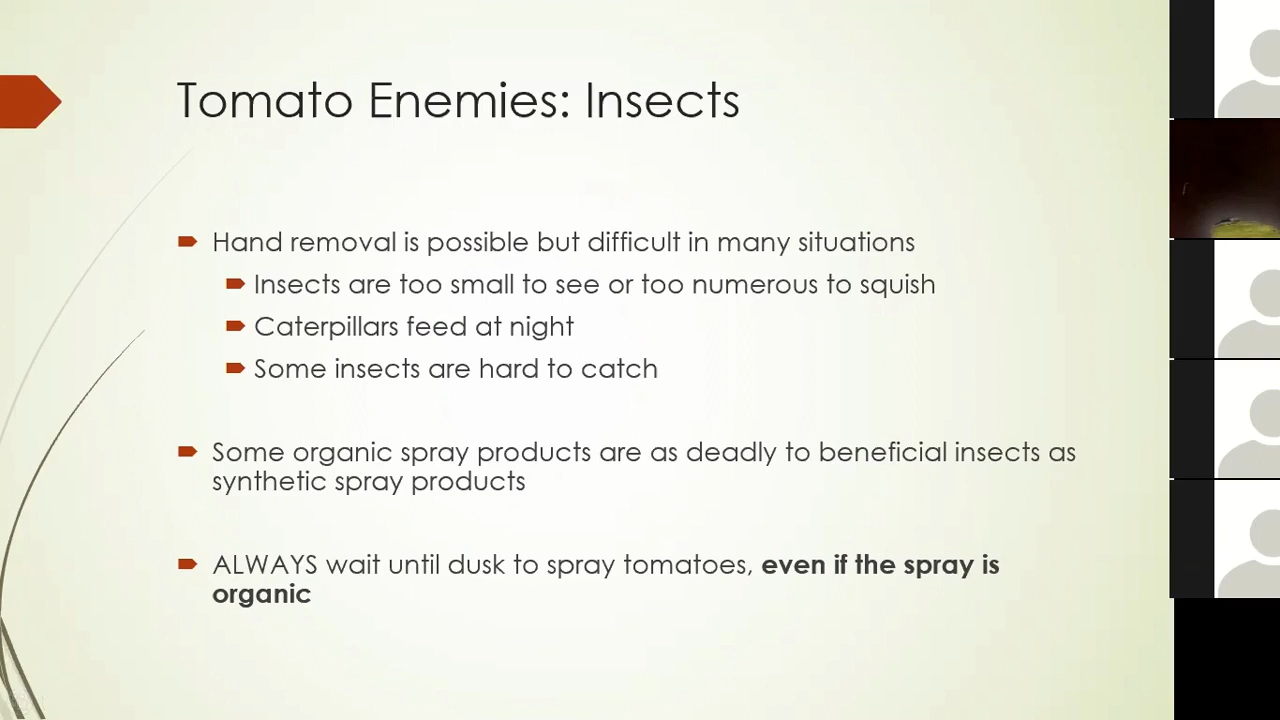 Tomato Enemies: Insects
Hand removal is possible but difficult in many situations
Insects are too small to see or too numerous to squish
Caterpillars feed at night
Some insects are hard to catch
Some organic spray products are as deadly to beneficial insects as
synthetic spray products
ALWAYS wait until dusk to spray tomatoes, even if the spray is
organic